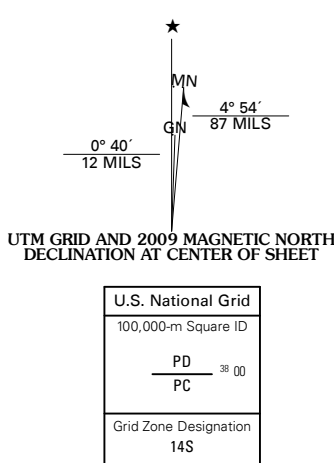 ★
MN
4° 54´
87 MILS
GN
0° 40´
12 MILS
UTM GRID AND 2009 MAGNETIC NORTH
DECLINATION AT CENTER OF SHEET
U.S. National Grid
100,000-m Square ID
PD
38 00
PC
Grid Zone Designation
14S